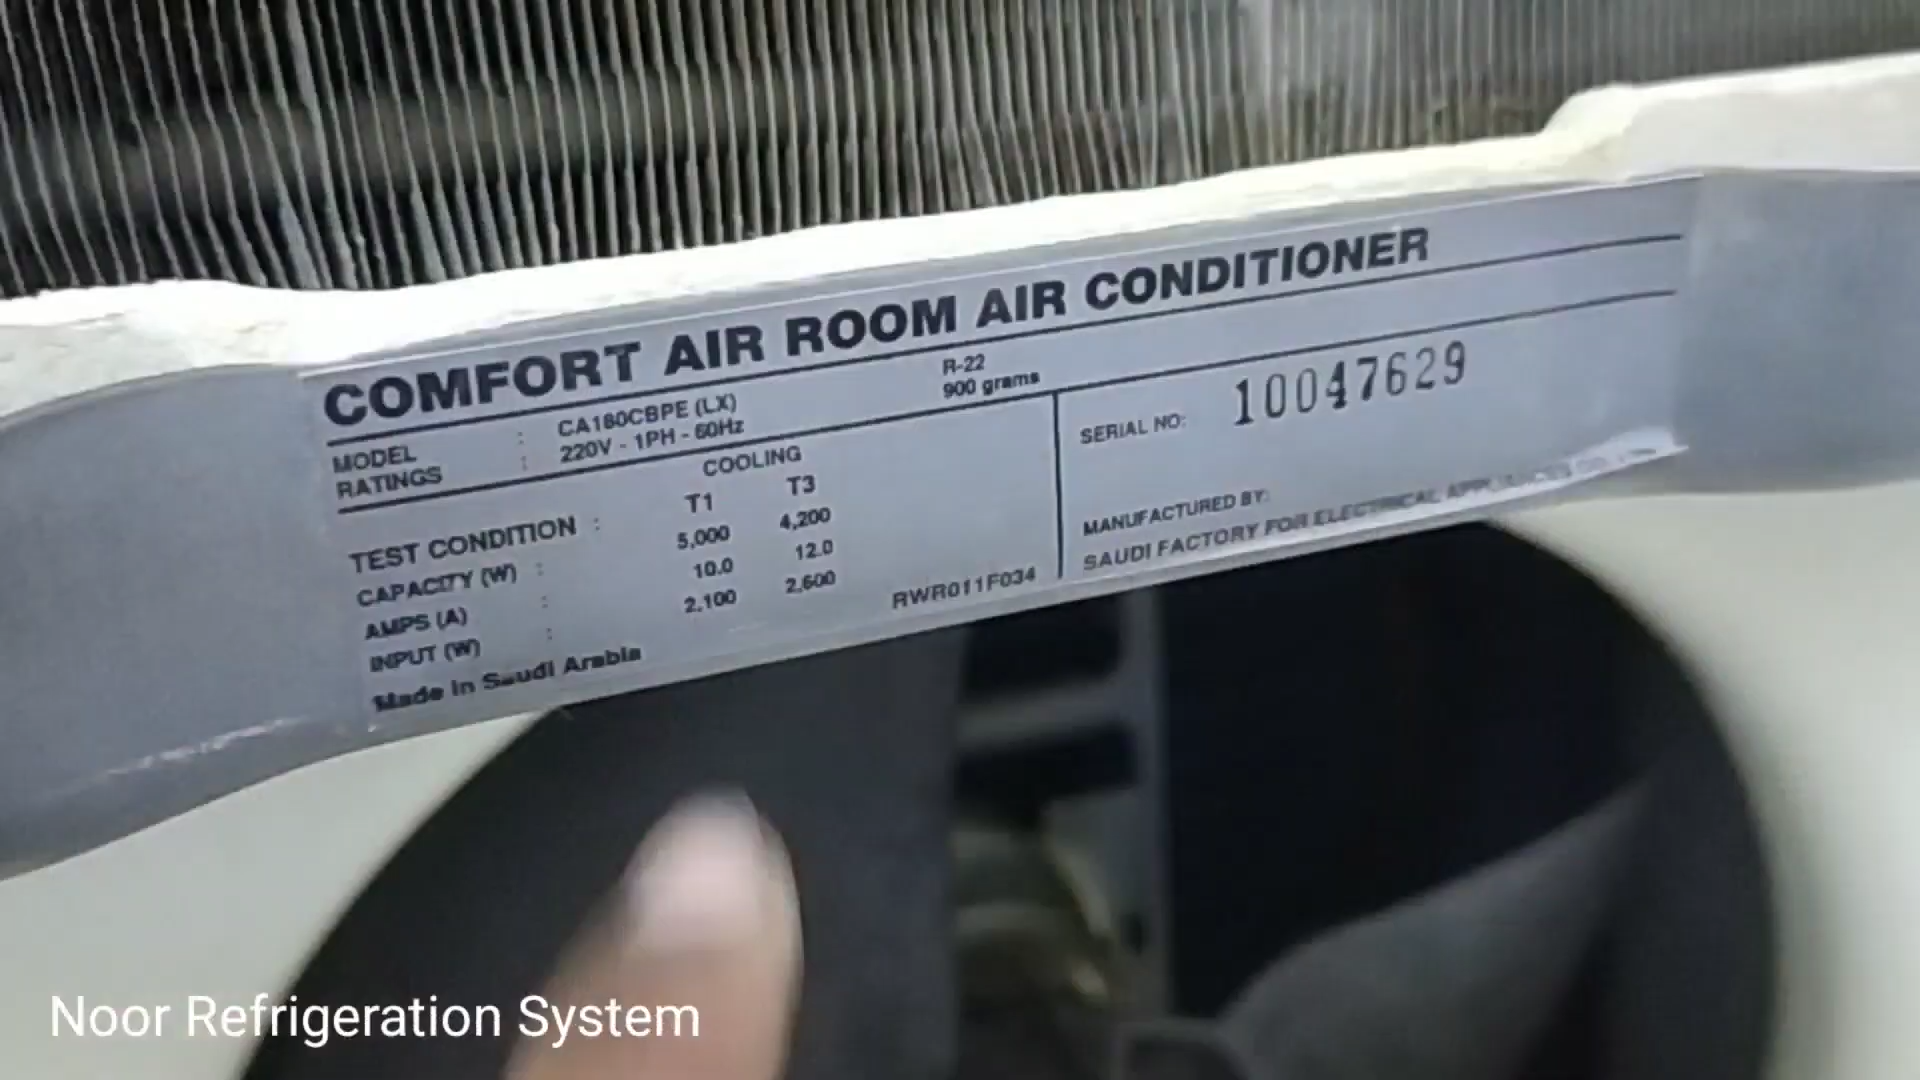 COMFORT AIR ROOM AIR CONDITIONER
MODEL : CA180CBPE (LX) R-22
RATINGS : 220V - 1PH - 60Hz 900 grams
COOLING
TEST CONDITION : T1 T3
CAPACITY (W) : 5,000 4,200
AMPS (A) : 10.0 12.0
INPUT (W) : 2,100 2,600
Made in Saudi Arabia
RWR011F034
SERIAL NO: 10047629
MANUFACTURED BY:
SAUDI FACTORY FOR ELECTRICAL APPLIANCES CO.
Noor Refrigeration System